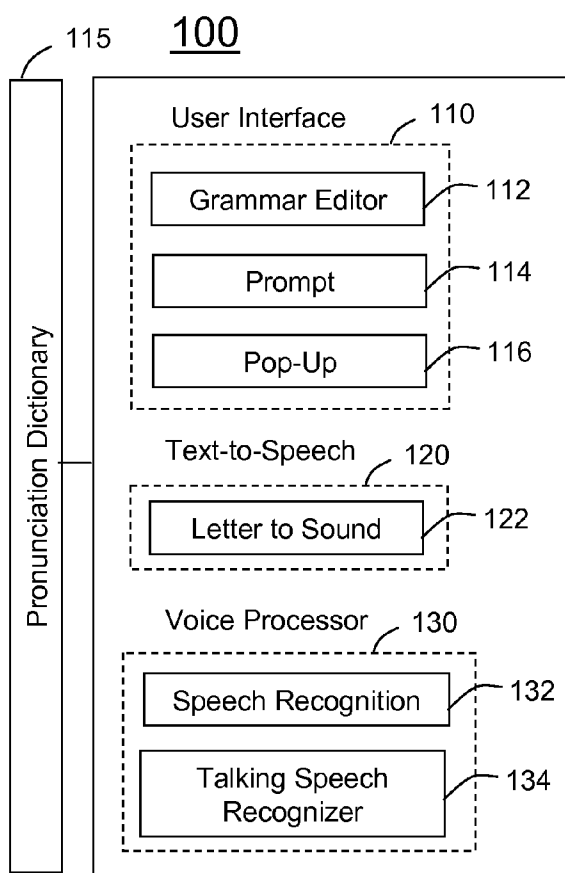 115
100
User Interface
110
Grammar Editor
112
Prompt
114
Pop-Up
116
Pronunciation Dictionary
Text-to-Speech
120
Letter to Sound
122
Voice Processor
130
Speech Recognition
132
Talking Speech
Recognizer
134